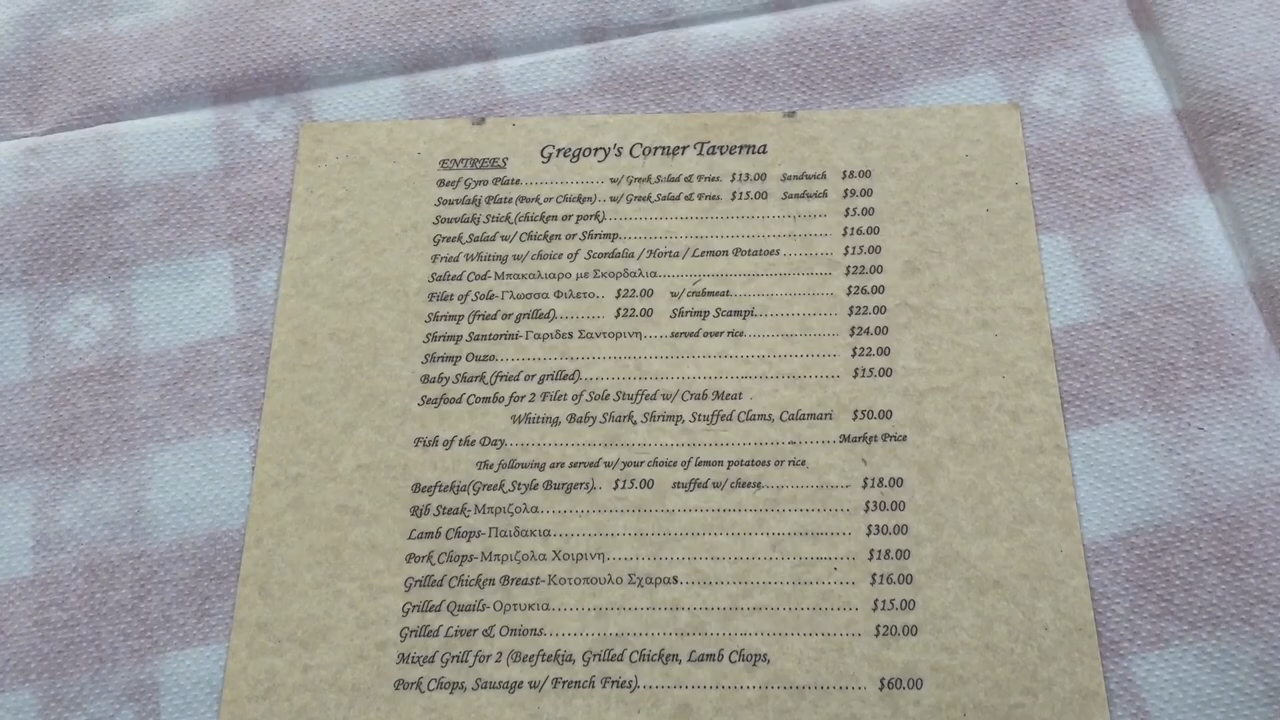 Gregory's Corner Taverna
ENTREES
Beef Gyro Plate................ w/ Greek Salad & Fries. $13.00 Sandwich $8.00
Souvlaki Plate (Pork or Chicken).. w/ Greek Salad & Fries. $15.00 Sandwich $9.00
Souvlaki Stick (chicken or pork)........................................ $5.00
Greek Salad w/ Chicken or Shrimp..................................... $16.00
Fried Whiting w/ choice of Scordalia / Horta / Lemon Potatoes .......... $15.00
Salted Cod-Μπακαλιαρο με Σκορδαλια................................ $22.00
Filet of Sole-Γλωσσα Φιλετο.. $22.00 w/ crabmeat.................... $26.00
Shrimp (fried or grilled).......... $22.00 Shrimp Scampi............... $22.00
Shrimp Santorini-Γαριδεs Σαντορινη.....served over rice................. $24.00
Shrimp Ouzo................................................................ $22.00
Baby Shark (fried or grilled).............................................. $15.00
Seafood Combo for 2 Filet of Sole Stuffed w/ Crab Meat
Whiting, Baby Shark, Shrimp, Stuffed Clams, Calamari $50.00
Fish of the Day............................................................Market Price
The following are served w/ your choice of lemon potatoes or rice
Beeftekia(Greek Style Burgers).. $15.00 stuffed w/ cheese................. $18.00
Rib Steak-Μπριζολα...................................................... $30.00
Lamb Chops-Παιδακια.................................................... $30.00
Pork Chops-Μπριζολα Χοιρινη............................................ $18.00
Grilled Chicken Breast-Κοτοπουλο Σχαραs................................ $16.00
Grilled Quails-Ορτυκια.................................................... $15.00
Grilled Liver & Onions..................................................... $20.00
Mixed Grill for 2 (Beeftekia, Grilled Chicken, Lamb Chops,
Pork Chops, Sausage w/ French Fries)...................................... $60.00